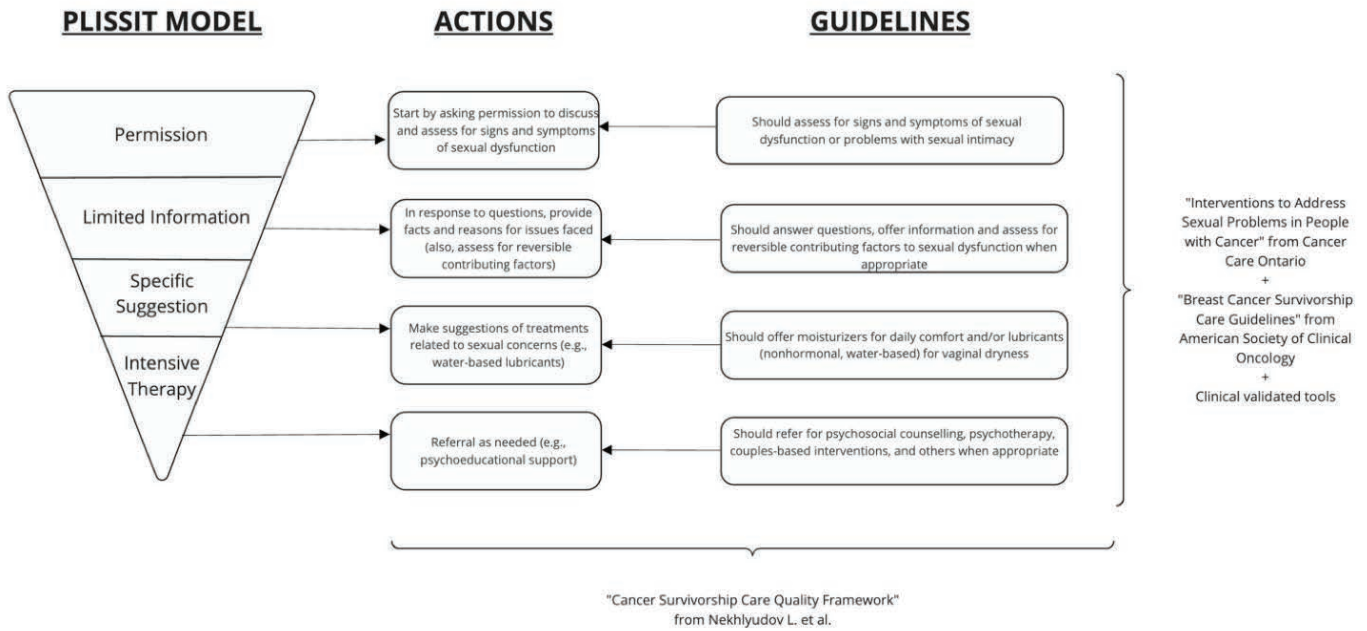 PLISSIT MODEL
ACTIONS
GUIDELINES
Permission
Start by asking permission to discuss
and assess for signs and symptoms
of sexual dysfunction
Should assess for signs and symptoms of sexual
dysfunction or problems with sexual intimacy
Limited Information
In response to questions, provide
facts and reasons for issues faced
(also, assess for reversible
contributing factors)
Should answer questions, offer information and assess for
reversible contributing factors to sexual dysfunction when
appropriate
Specific
Suggestion
Make suggestions of treatments
related to sexual concerns (e.g.,
water-based lubricants)
Should offer moisturizers for daily comfort and/or lubricants
(nonhormonal, water-based) for vaginal dryness
Intensive
Therapy
Referral as needed (e.g.,
psychoeducational support)
Should refer for psychosocial counselling, psychotherapy,
couples-based interventions, and others when appropriate
"Interventions to Address
Sexual Problems in People
with Cancer" from Cancer
Care Ontario
+
"Breast Cancer Survivorship
Care Guidelines" from
American Society of Clinical
Oncology
+
Clinical validated tools
"Cancer Survivorship Care Quality Framework"
from Nekhlyudov L. et al.